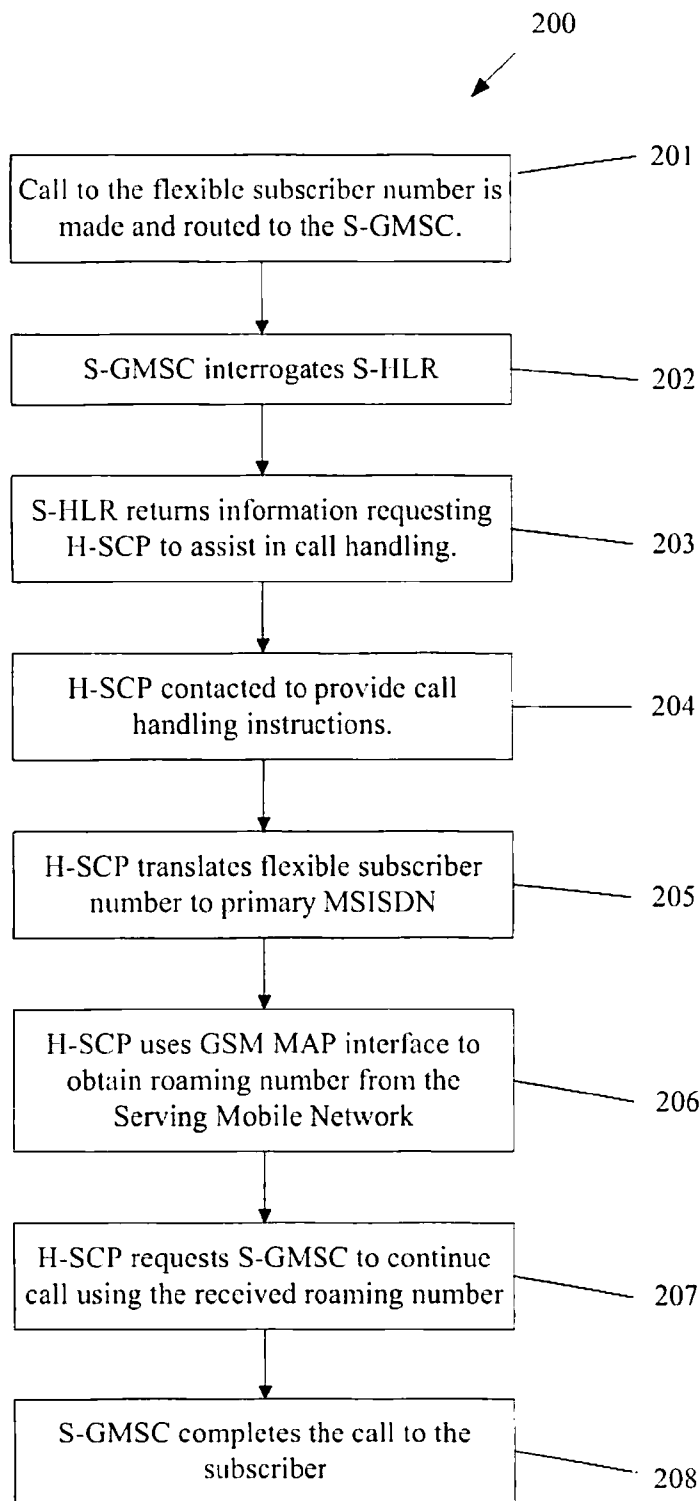 200
201
Call to the flexible subscriber number is
made and routed to the S-GMSC.
S-GMSC interrogates S-HLR
202
S-HLR returns information requesting
H-SCP to assist in call handling.
203
H-SCP contacted to provide call
handling instructions.
204
H-SCP translates flexible subscriber
number to primary MSISDN
205
H-SCP uses GSM MAP interface to
obtain roaming number from the
Serving Mobile Network
206
H-SCP requests S-GMSC to continue
call using the received roaming number
207
S-GMSC completes the call to the
subscriber
208